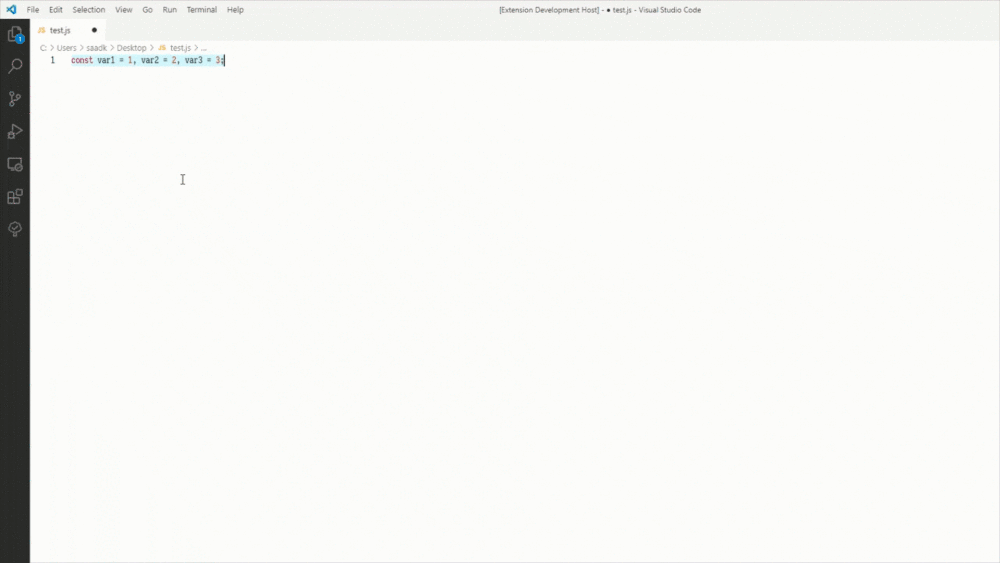 File Edit Selection View Go Run Terminal Help [Extension Development Host] - ● test.js - Visual Studio Code
JS test.js ●
C: > Users > saadk > Desktop > JS test.js > ...
1 const var1 = 1, var2 = 2, var3 = 3;
1